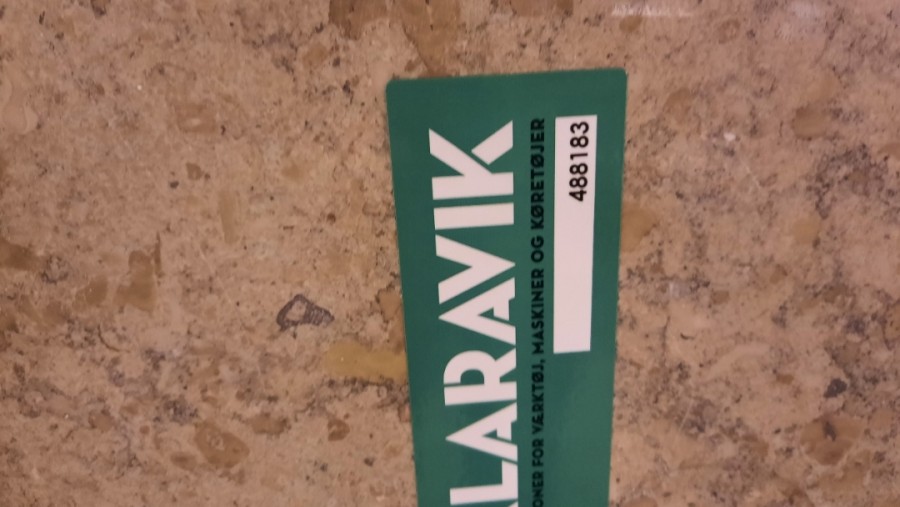 LARAVIK
FOR VÆRKTØJ, MASKINER OG KØRETØJER
488183